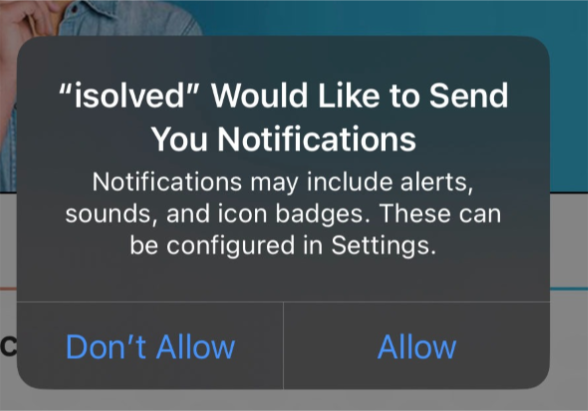 “isolved” Would Like to Send
You Notifications
Notifications may include alerts,
sounds, and icon badges. These can
be configured in Settings.
c
Don’t Allow
Allow